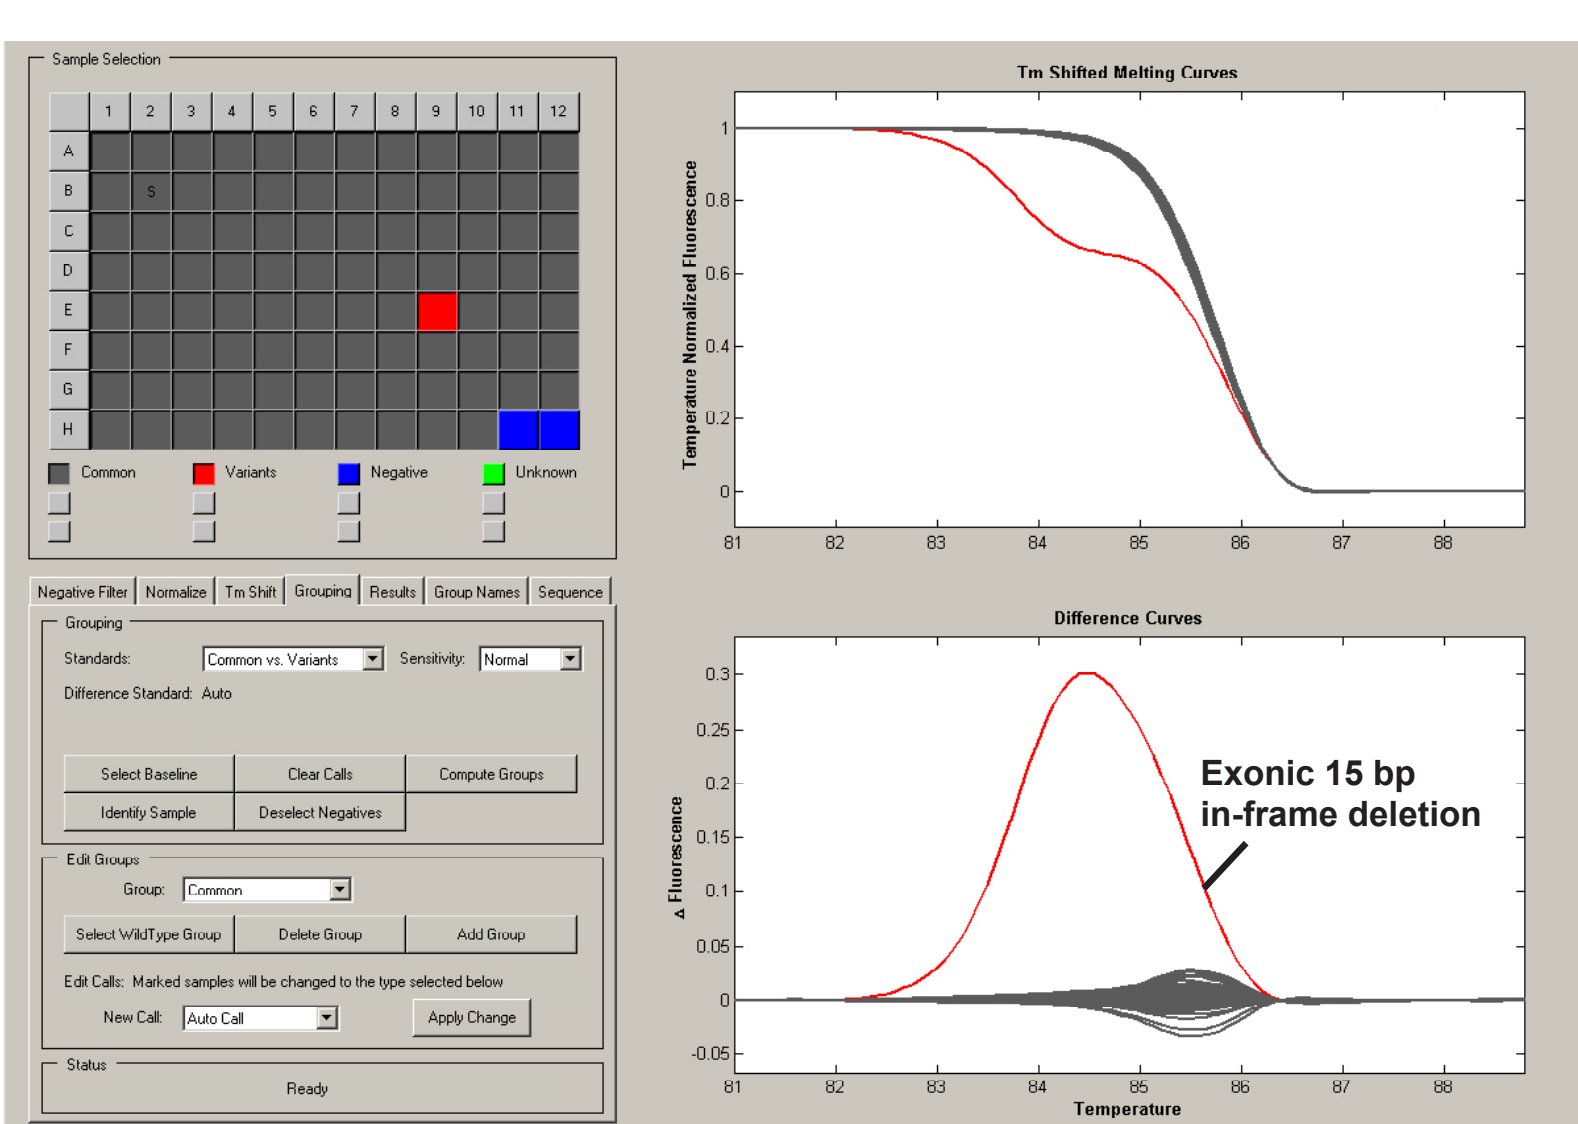 Sample Selection
1 2 3 4 5 6 7 8 9 10 11 12
A
B S
C
D
E
F
G
H
Common Variants Negative Unknown
Negative Filter Normalize Tm Shift Grouping Results Group Names Sequence
Grouping
Standards: Common vs. Variants Sensitivity: Normal
Difference Standard: Auto
Select Baseline Clear Calls Compute Groups
Identify Sample Deselect Negatives
Edit Groups
Group: Common
Select WildType Group Delete Group Add Group
Edit Calls: Marked samples will be changed to the type selected below
New Call: Auto Call Apply Change
Status
Ready
Tm Shifted Melting Curves
Temperature Normalized Fluorescence
1
0.8
0.6
0.4
0.2
0
81 82 83 84 85 86 87 88
Difference Curves
Δ Fluorescence
0.3
0.25
0.2
0.15
0.1
0.05
0
-0.05
Exonic 15 bp
in-frame deletion
81 82 83 84 85 86 87 88
Temperature